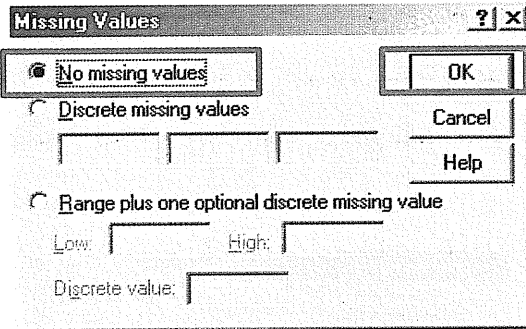 Missing Values ? ×
No missing values OK
Discrete missing values Cancel
Help
Range plus one optional discrete missing value
Low: High:
Discrete value: